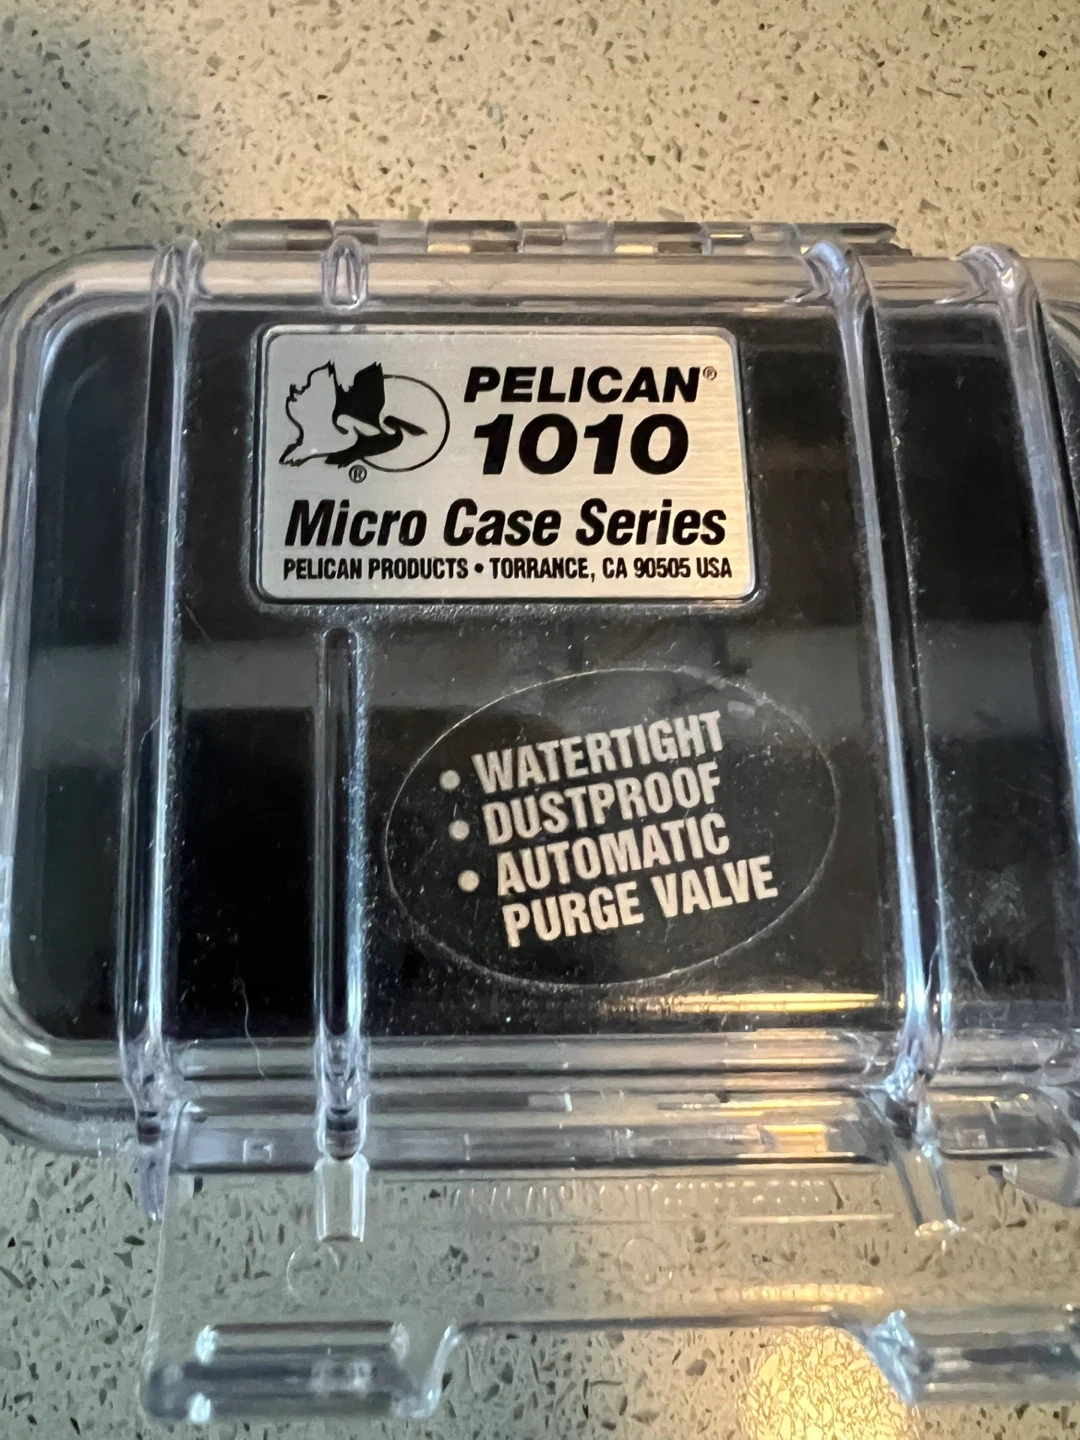 PELICAN®
1010
®
Micro Case Series
PELICAN PRODUCTS • TORRANCE, CA 90505 USA
• WATERTIGHT
• DUSTPROOF
• AUTOMATIC
PURGE VALVE